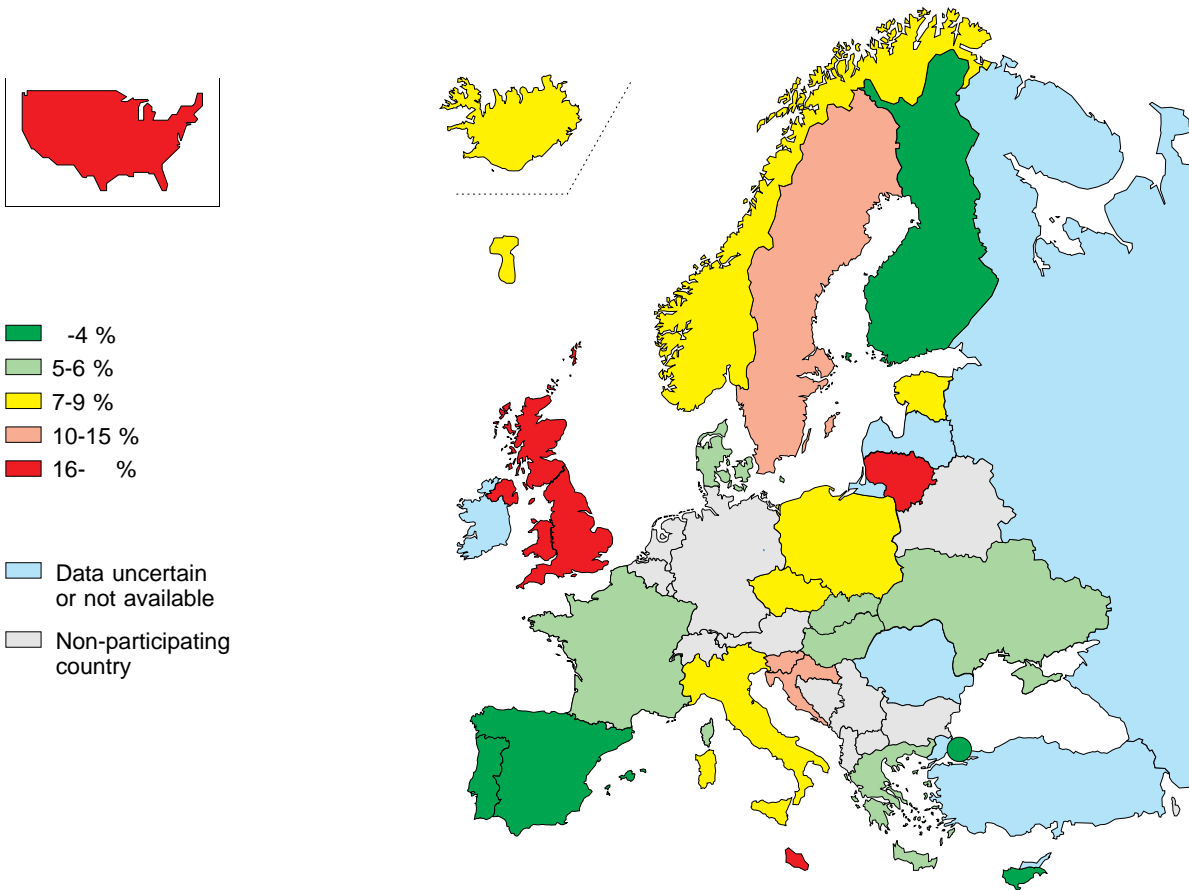 -4 %
5-6 %
7-9 %
10-15 %
16- %
Data uncertain
or not available
Non-participating
country